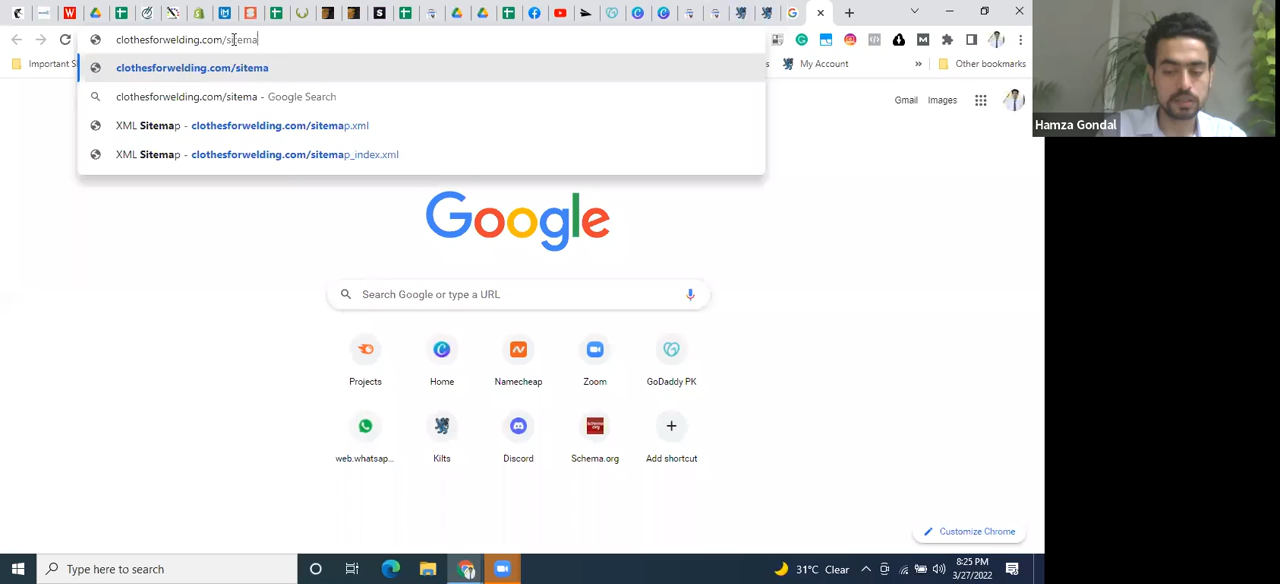 clothesforwelding.com/sitema
Important S
s
My Account
»
Other bookmarks
clothesforwelding.com/sitema
clothesforwelding.com/sitema - Google Search
XML Sitemap - clothesforwelding.com/sitemap.xml
XML Sitemap - clothesforwelding.com/sitemap_index.xml
Gmail
Images
Hamza Gondal
Google
Search Google or type a URL
Projects
Home
Namecheap
Zoom
GoDaddy PK
web.whatsap...
Kilts
Discord
Schema.org
Add shortcut
Customize Chrome
Type here to search
31°C Clear
8:25 PM
3/27/2022